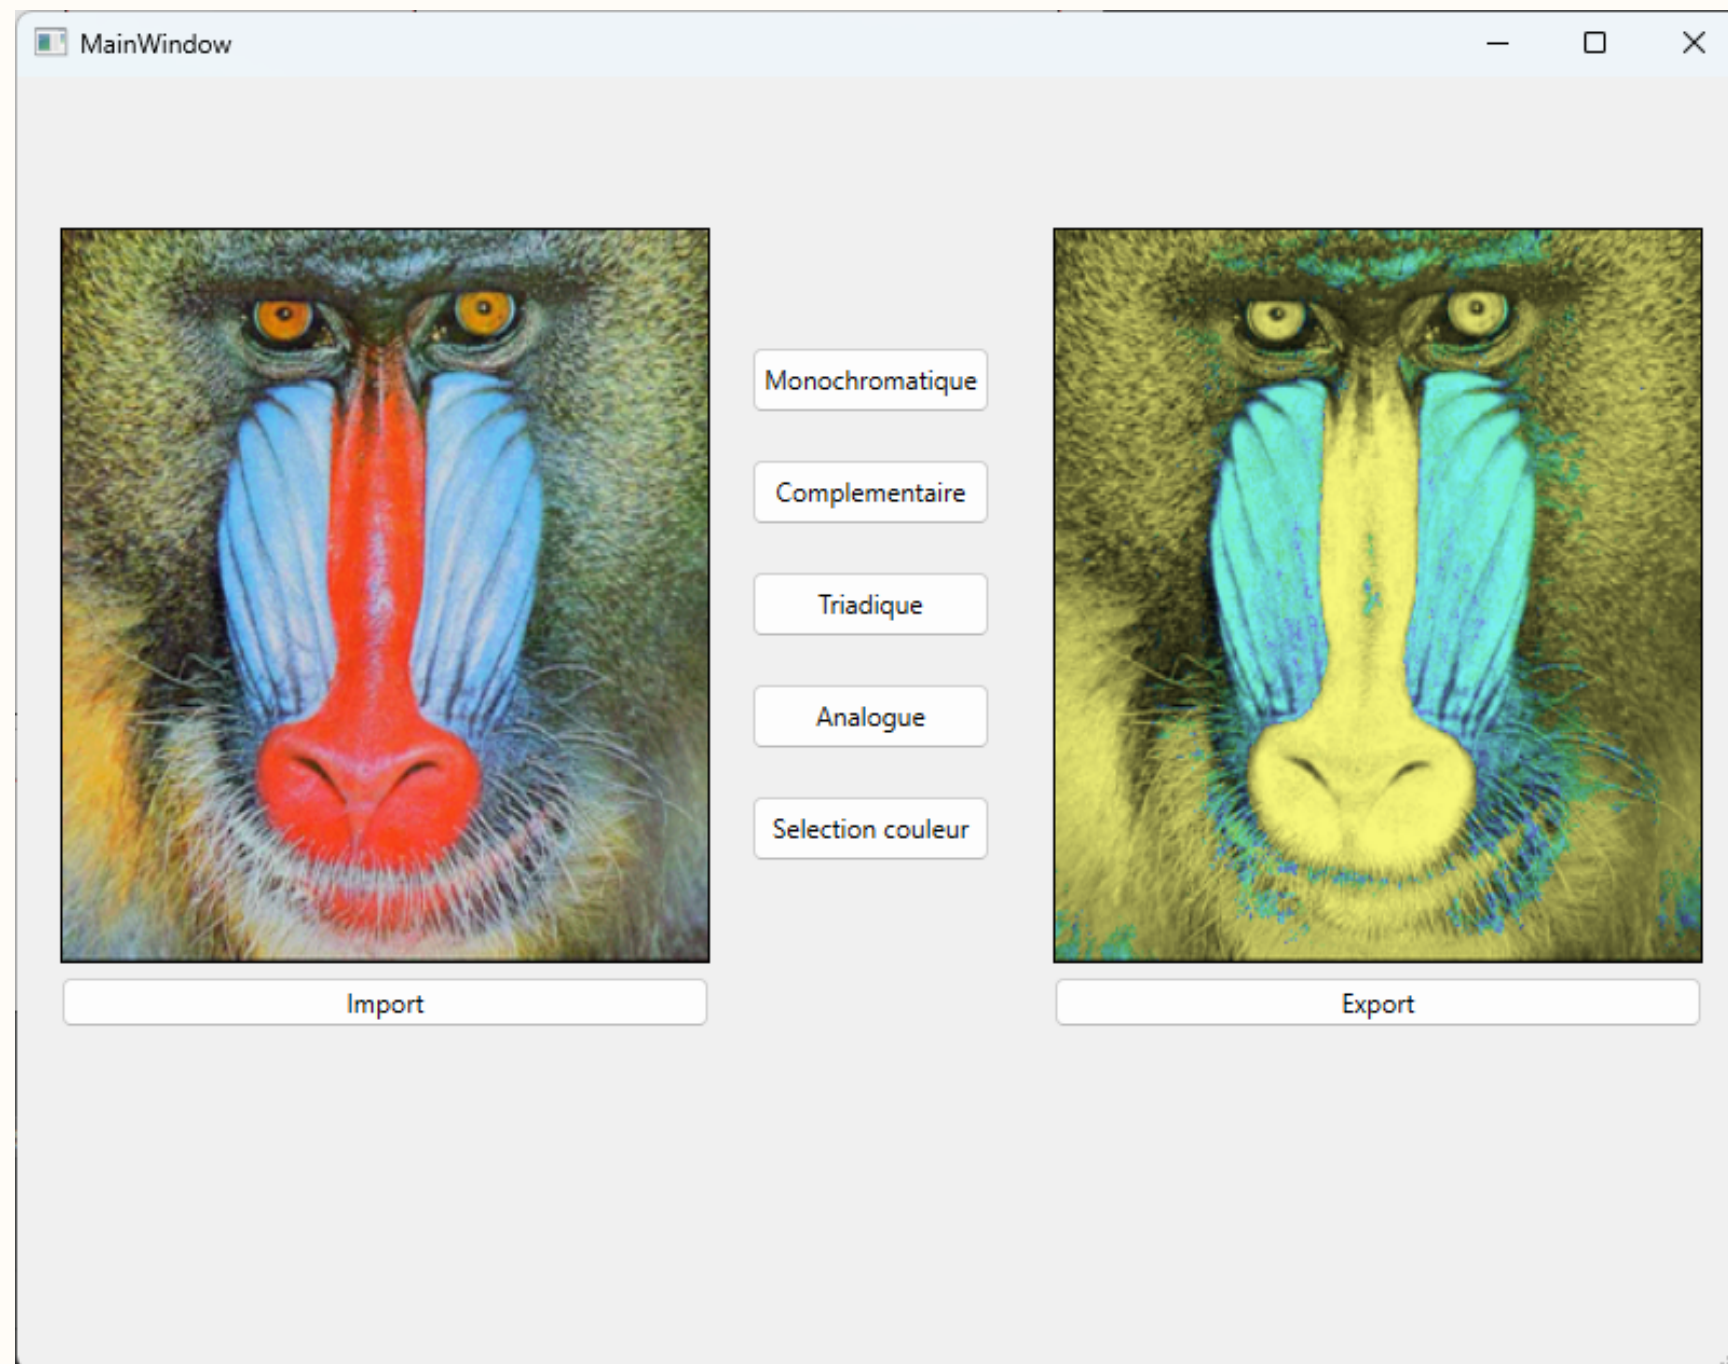 MainWindow
Monochromatique
Complementaire
Triadique
Analogue
Selection couleur
Import
Export